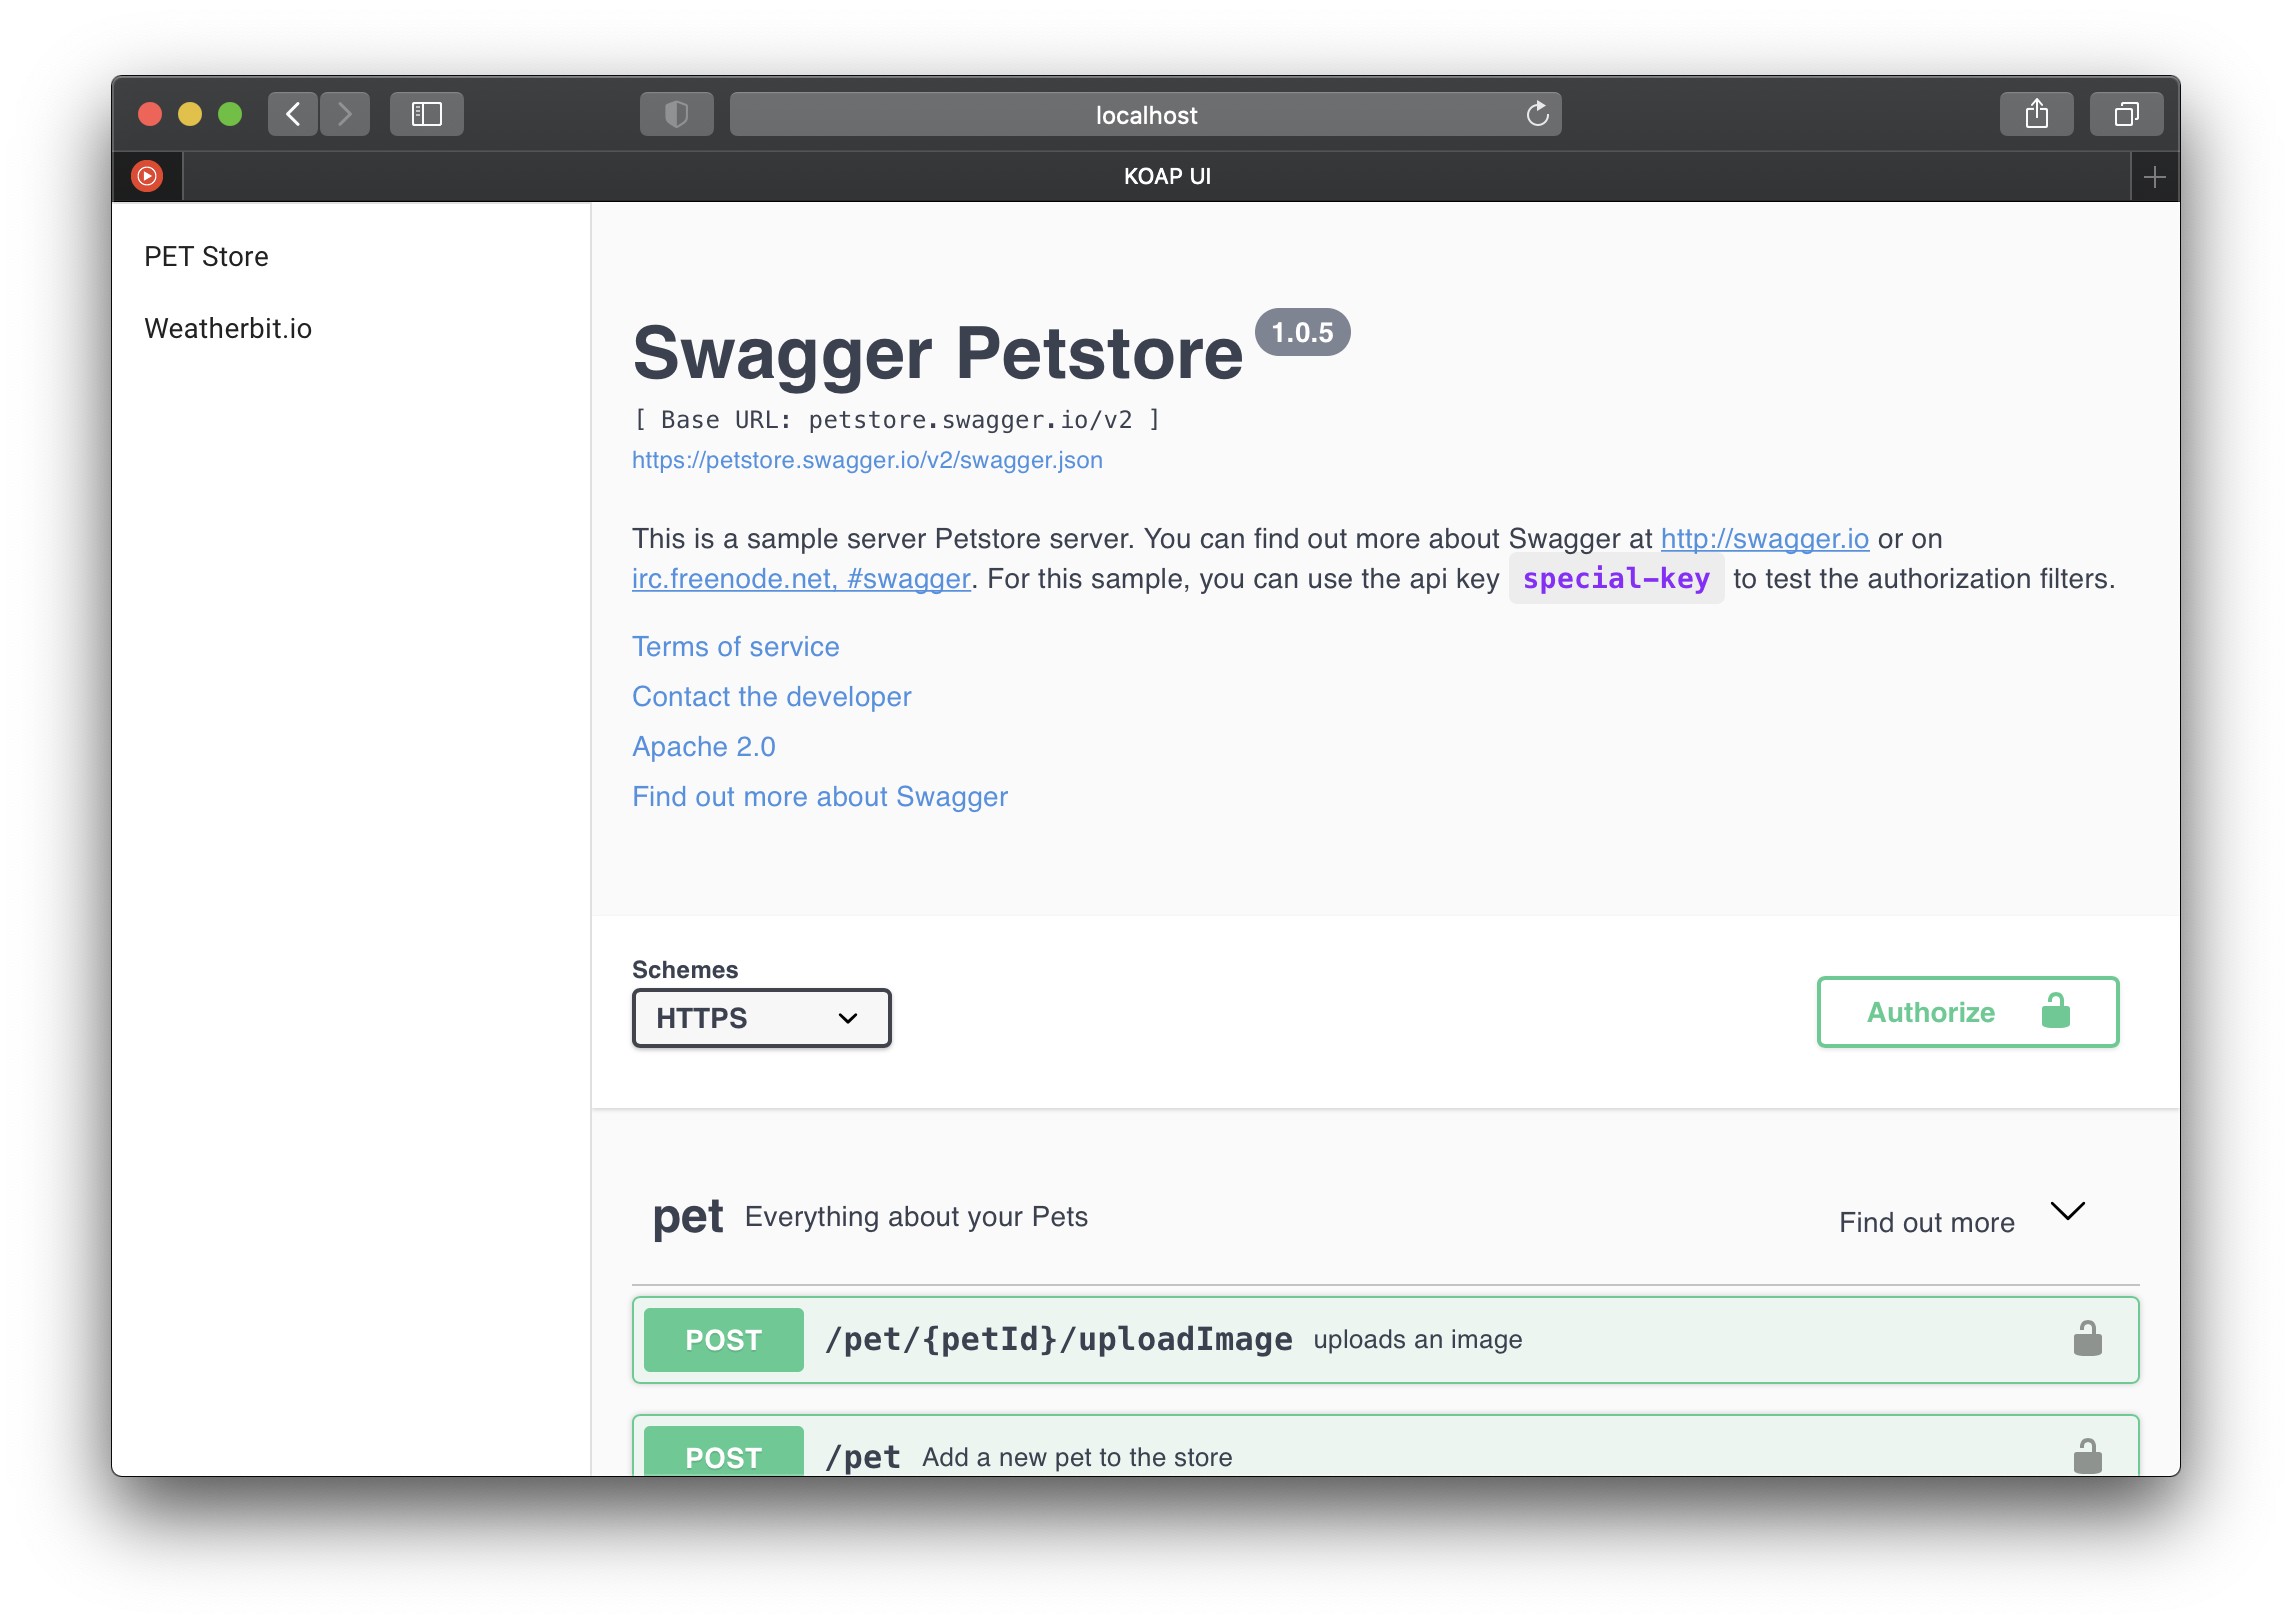 localhost
KOAP UI
PET Store
Weatherbit.io
Swagger Petstore 1.0.5
[ Base URL: petstore.swagger.io/v2 ]
https://petstore.swagger.io/v2/swagger.json
This is a sample server Petstore server. You can find out more about Swagger at http://swagger.io or on
irc.freenode.net, #swagger. For this sample, you can use the api key special-key to test the authorization filters.
Terms of service
Contact the developer
Apache 2.0
Find out more about Swagger
Schemes
HTTPS
Authorize
pet Everything about your Pets Find out more
POST /pet/{petId}/uploadImage uploads an image
POST /pet Add a new pet to the store